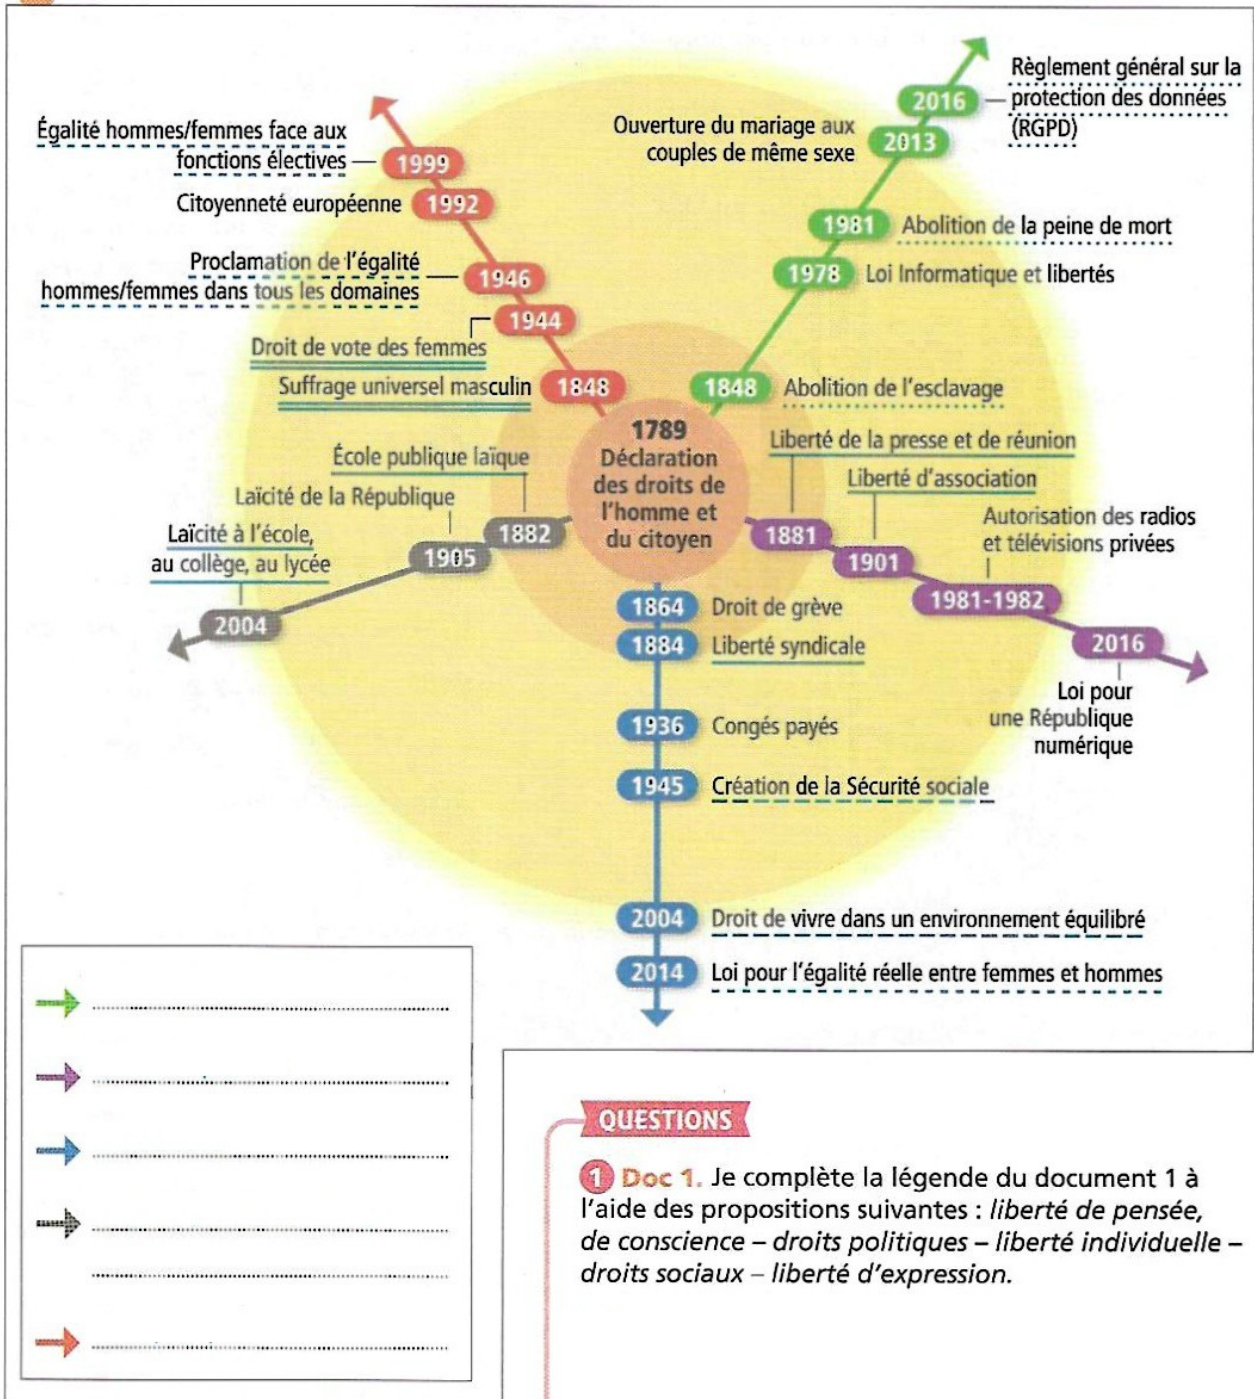 Règlement général sur la
protection des données
(RGPD)
2016
Ouverture du mariage aux
couples de même sexe
2013
Égalité hommes/femmes face aux
fonctions électives
1999
Citoyenneté européenne
1992
1981
Abolition de la peine de mort
Proclamation de l'égalité
hommes/femmes dans tous les domaines
1946
1978
Loi Informatique et libertés
1944
Droit de vote des femmes
Suffrage universel masculin
1848
1848
Abolition de l'esclavage
1789
Déclaration
des droits de
l'homme et
du citoyen
École publique laïque
1882
Laïcité de la République
1905
Laïcité à l'école,
au collège, au lycée
2004
Liberté de la presse et de réunion
1881
Liberté d'association
1901
Autorisation des radios
et télévisions privées
1981-1982
2016
Loi pour
une République
numérique
1864
Droit de grève
1884
Liberté syndicale
1936
Congés payés
1945
Création de la Sécurité sociale
2004
Droit de vivre dans un environnement équilibré
2014
Loi pour l'égalité réelle entre femmes et hommes
QUESTIONS
1 Doc 1. Je complète la légende du document 1 à
l'aide des propositions suivantes : liberté de pensée,
de conscience – droits politiques – liberté individuelle –
droits sociaux – liberté d'expression.